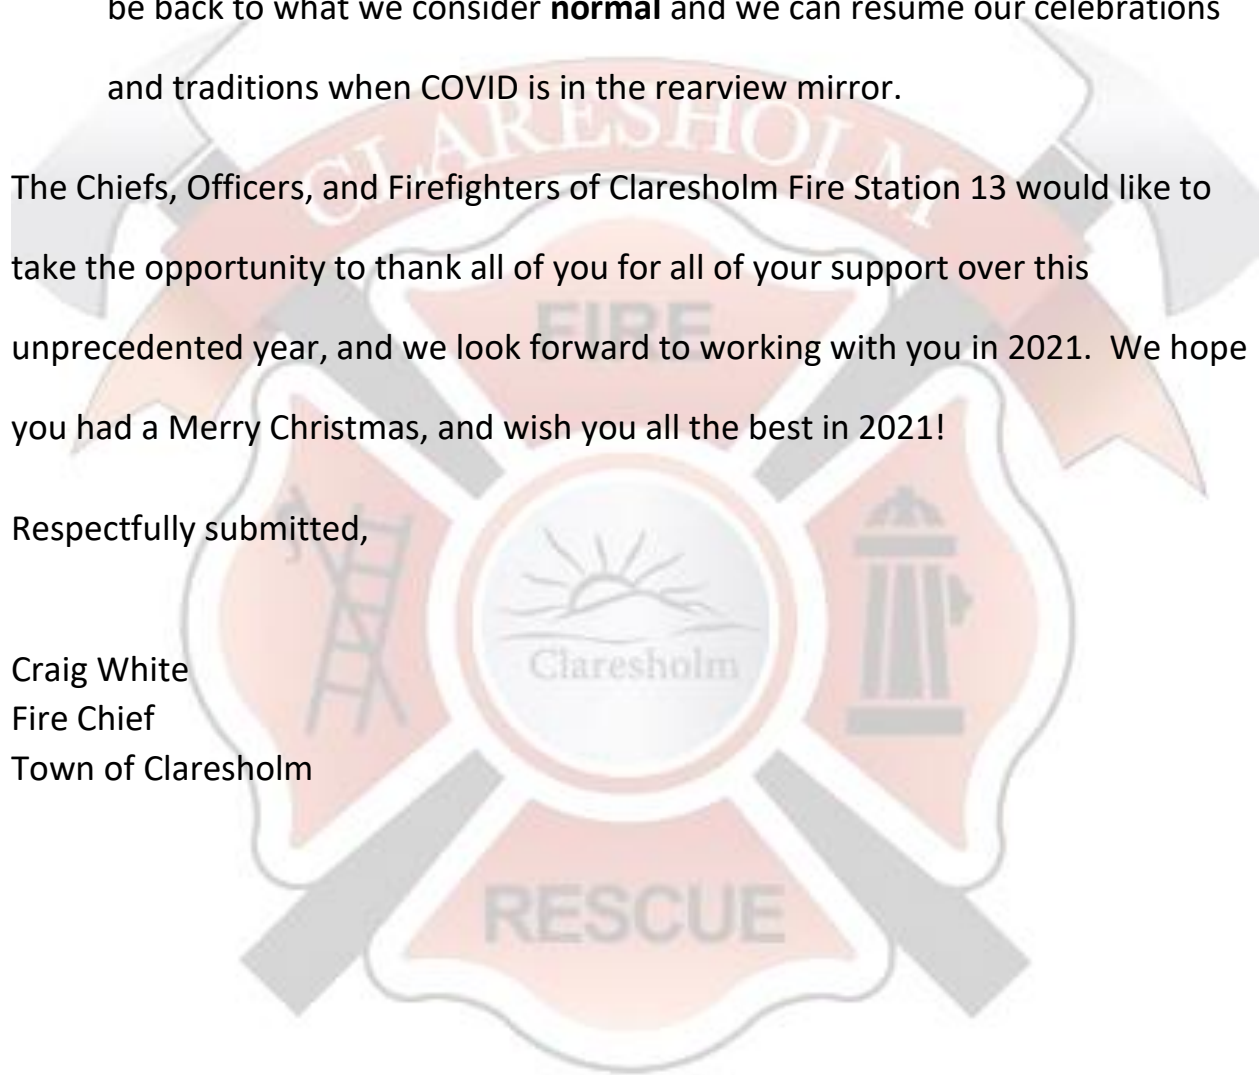 be back to what we consider normal and we can resume our celebrations
and traditions when COVID is in the rearview mirror.
CLARESHOLM
The Chiefs, Officers, and Firefighters of Claresholm Fire Station 13 would like to
take the opportunity to thank all of you for all of your support over this
FIRE
unprecedented year, and we look forward to working with you in 2021.  We hope
you had a Merry Christmas, and wish you all the best in 2021!
Respectfully submitted,
Claresholm
Craig White
Fire Chief
Town of Claresholm
RESCUE